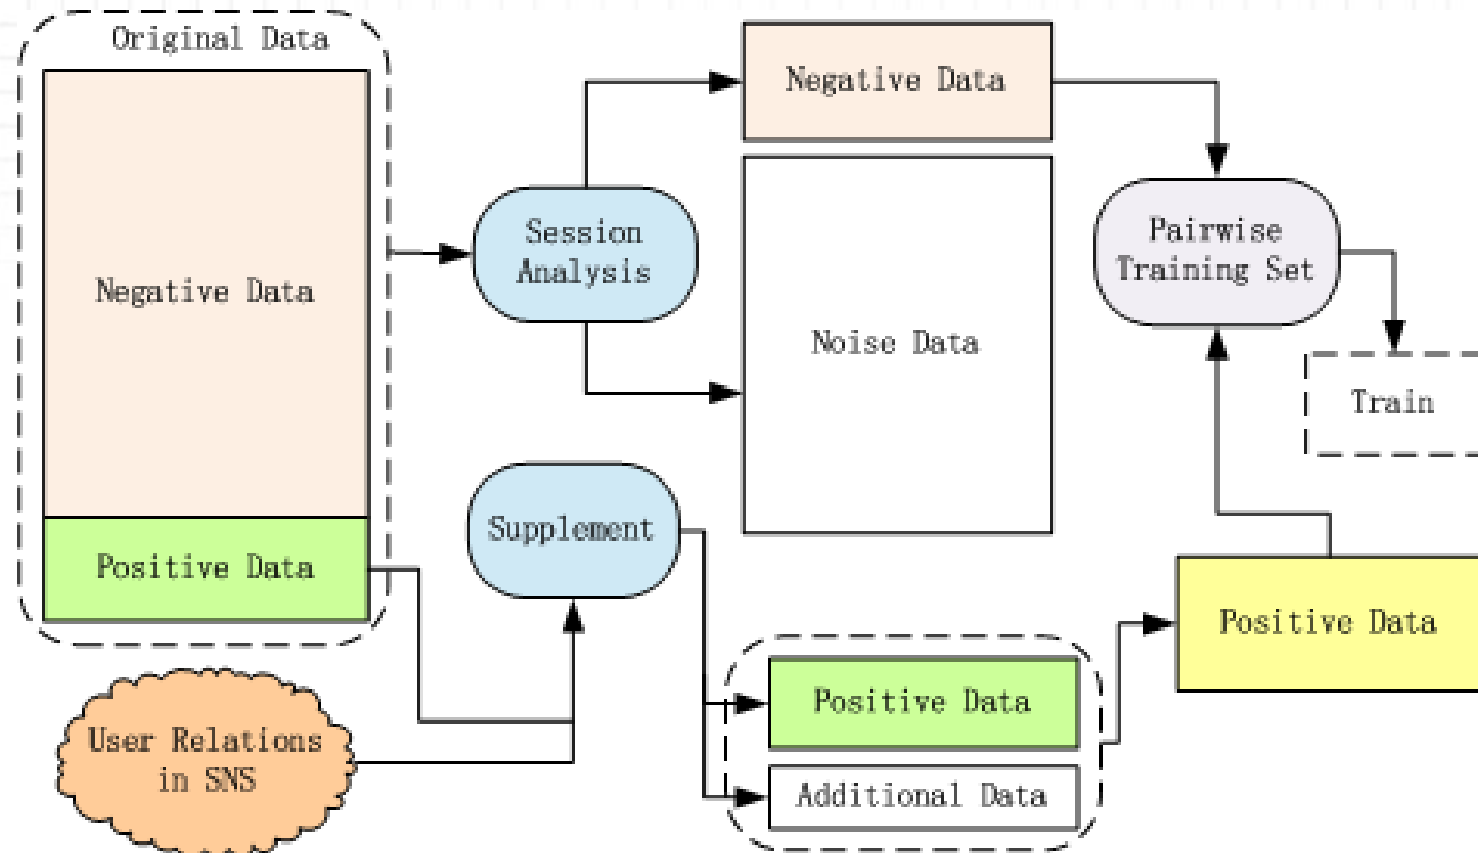 Original Data
Negative Data
Positive Data
User Relations
in SNS
Session
Analysis
Supplement
Negative Data
Noise Data
Positive Data
Additional Data
Pairwise
Training Set
Train
Positive Data